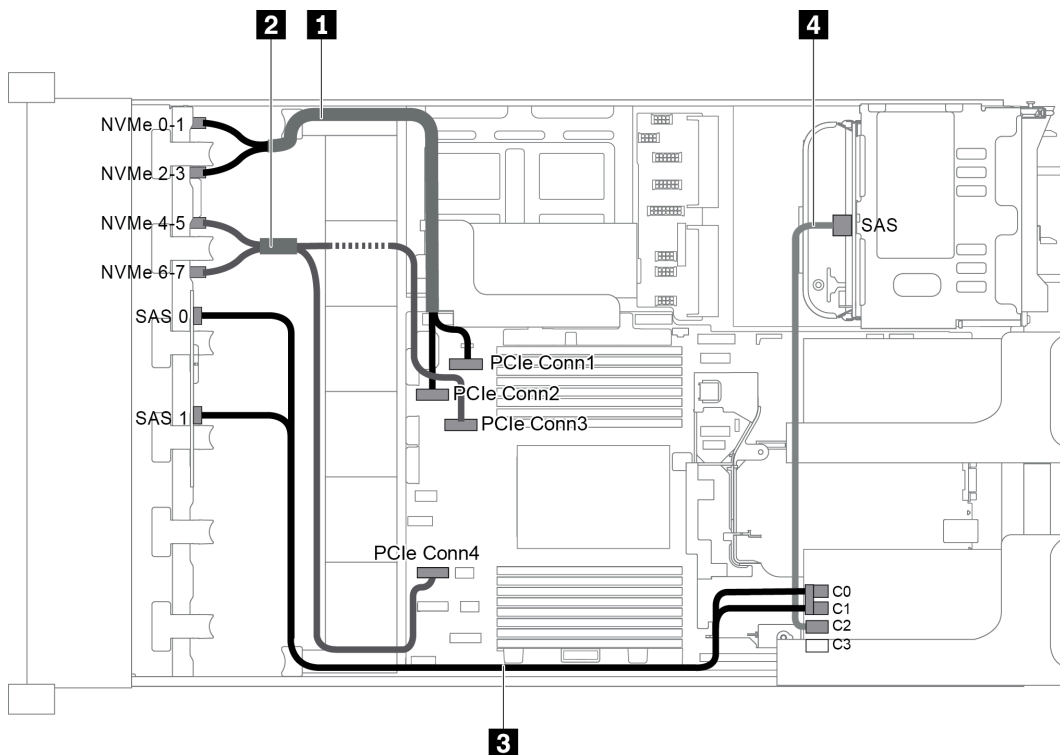 2
1
4
NVMe 0-1
NVMe 2-3
NVMe 4-5
NVMe 6-7
SAS
SAS 0
PCIe Conn1
PCIe Conn2
SAS 1
PCIe Conn3
PCIe Conn4
C0
C1
C2
C3
3